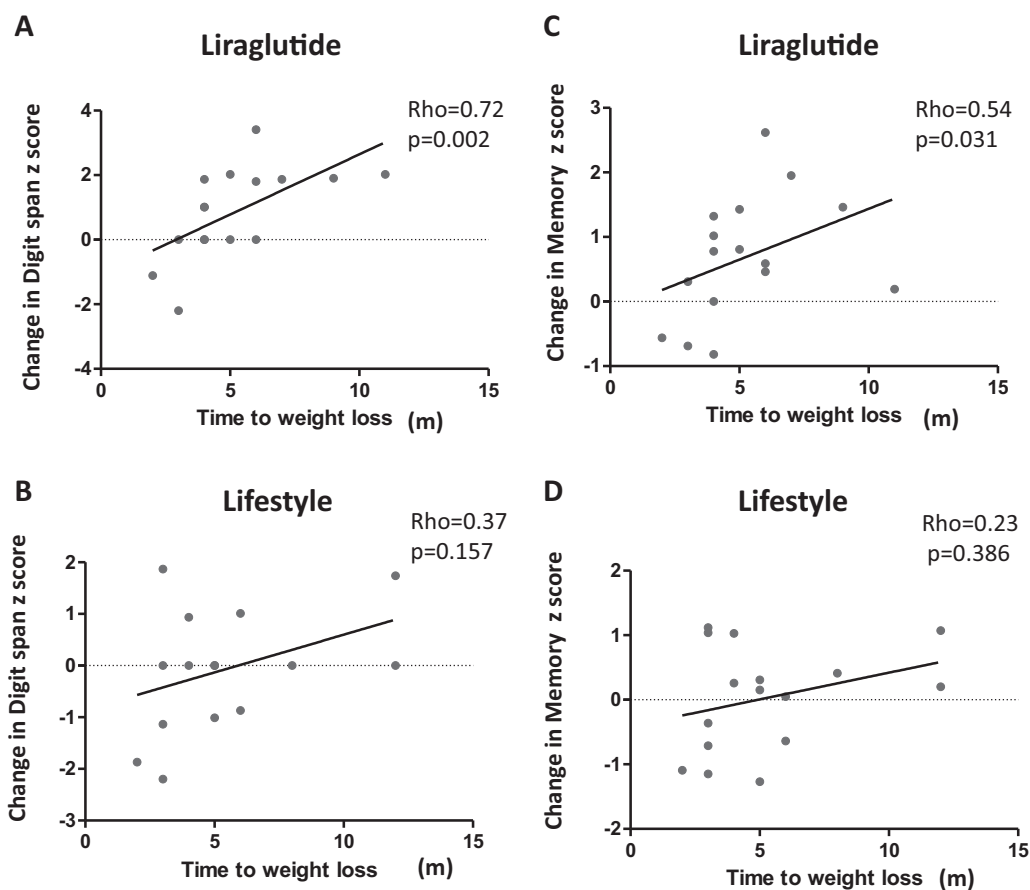 A
Liraglutide
Rho=0.72
p=0.002
Change in Digit span z score
4
2
0
-2
-4
0
5
10
15
Time to weight loss (m)
C
Liraglutide
Rho=0.54
p=0.031
Change in Memory z score
3
2
1
0
-1
0
5
10
15
Time to weight loss (m)
B
Lifestyle
Rho=0.37
p=0.157
Change in Digit span z score
2
1
0
-1
-2
-3
0
5
10
15
Time to weight loss (m)
D
Lifestyle
Rho=0.23
p=0.386
Change in Memory z score
2
1
0
-1
-2
0
5
10
15
Time to weight loss (m)